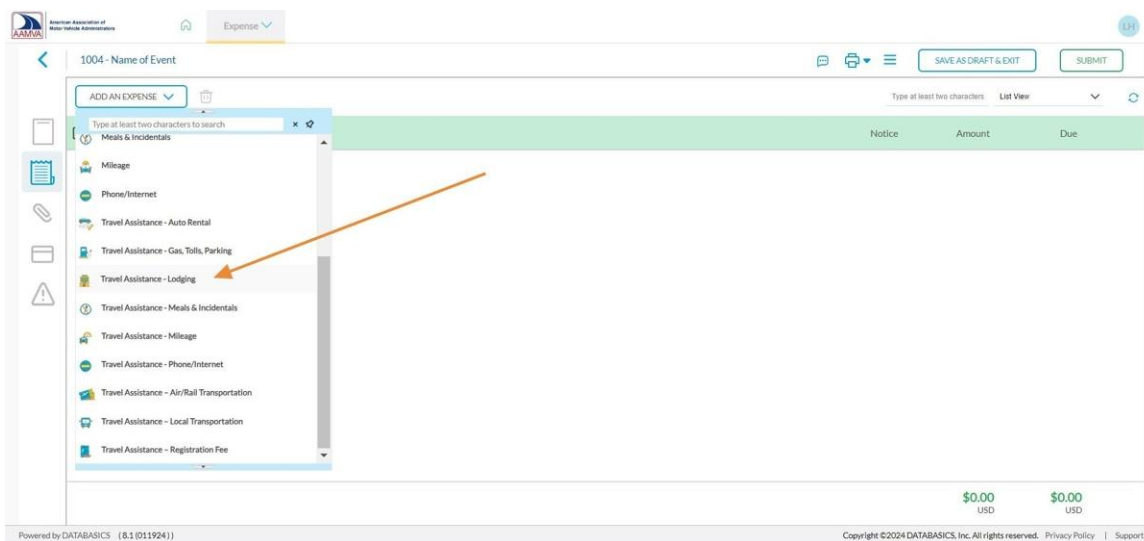 American Association of
Motor Vehicle Administrators
AAMVA
Expense
LH
1004 - Name of Event
SAVE AS DRAFT & EXIT
SUBMIT
ADD AN EXPENSE
Type at least two characters
List View
Type at least two characters to search
Notice
Amount
Due
Meals & Incidentals
Mileage
Phone/Internet
Travel Assistance - Auto Rental
Travel Assistance - Gas, Tolls, Parking
Travel Assistance - Lodging
Travel Assistance - Meals & Incidentals
Travel Assistance - Mileage
Travel Assistance - Phone/Internet
Travel Assistance – Air/Rail Transportation
Travel Assistance – Local Transportation
Travel Assistance – Registration Fee
$0.00 $0.00
USD USD
Powered by DATABASICS (8.1 (011924))
Copyright ©2024 DATABASICS, Inc. All rights reserved. Privacy Policy | Support